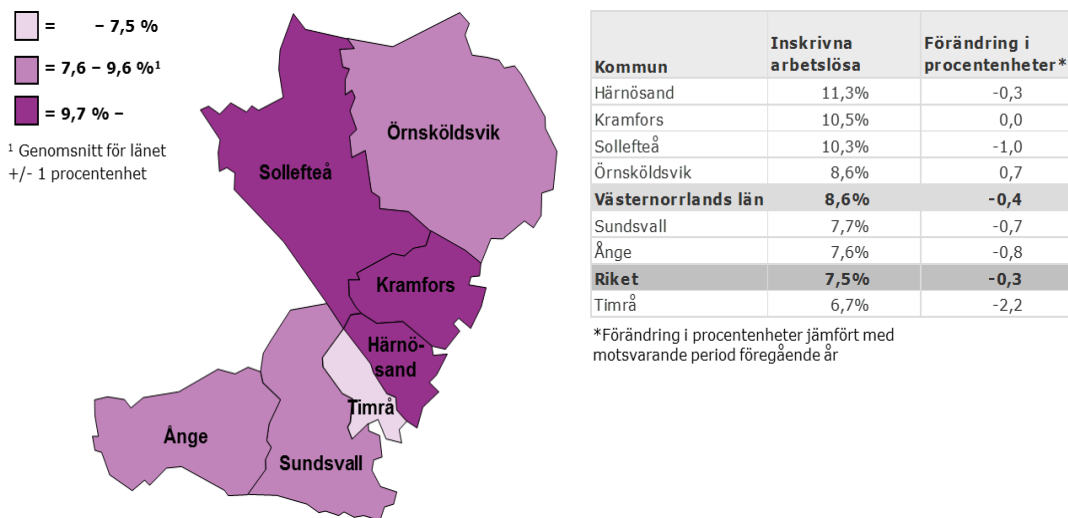 = – 7,5 %
= 7,6 – 9,6 %¹
= 9,7 % –
¹ Genomsnitt för länet
+/- 1 procentenhet
Örnsköldsvik
Sollefteå
Kramfors
Härnö-
sand
Timrå
Ånge
Sundsvall
Kommun Inskrivna arbetslösa Förändring i procentenheter*
Härnösand 11,3% -0,3
Kramfors 10,5% 0,0
Sollefteå 10,3% -1,0
Örnsköldsvik 8,6% 0,7
Västernorrlands län 8,6% -0,4
Sundsvall 7,7% -0,7
Ånge 7,6% -0,8
Riket 7,5% -0,3
Timrå 6,7% -2,2
*Förändring i procentenheter jämfört med
motsvarande period föregående år